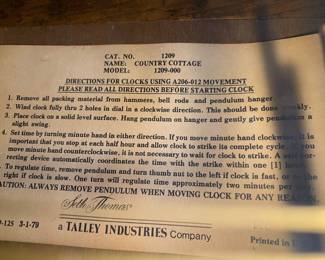 CAT. NO. 1209
NAME: COUNTRY COTTAGE
MODEL: 1209-000
DIRECTIONS FOR CLOCKS USING A206-012 MOVEMENT
PLEASE READ ALL DIRECTIONS BEFORE STARTING CLOCK
1. Remove all packing material from hammers, bell rods and pendulum hanger.
2. Wind clock fully thru 2 holes in dial in a clockwise direction. This should be done weekly.
3. Place clock on a solid level surface. Hang pendulum on hanger and gently give pendulum a
slight swing.
4. Set time by turning minute hand in either direction. If you move minute hand clockwise, it is
important that you stop at each half hour and allow clock to strike its complete cycle. If you
move minute hand counterclockwise, it is not necessary to wait for clock to strike. A self cor-
recting device automatically coordinates the time with the strike within one [1] hour.
To regulate time, remove pendulum and turn thumb nut to the left if clock is fast, or to the
right if clock is slow. One turn will regulate time approximately two minutes per day.
CAUTION: ALWAYS REMOVE PENDULUM WHEN MOVING CLOCK FOR ANY REASON.
Seth Thomas
-125 3-1-79 a TALLEY INDUSTRIES Company Printed in